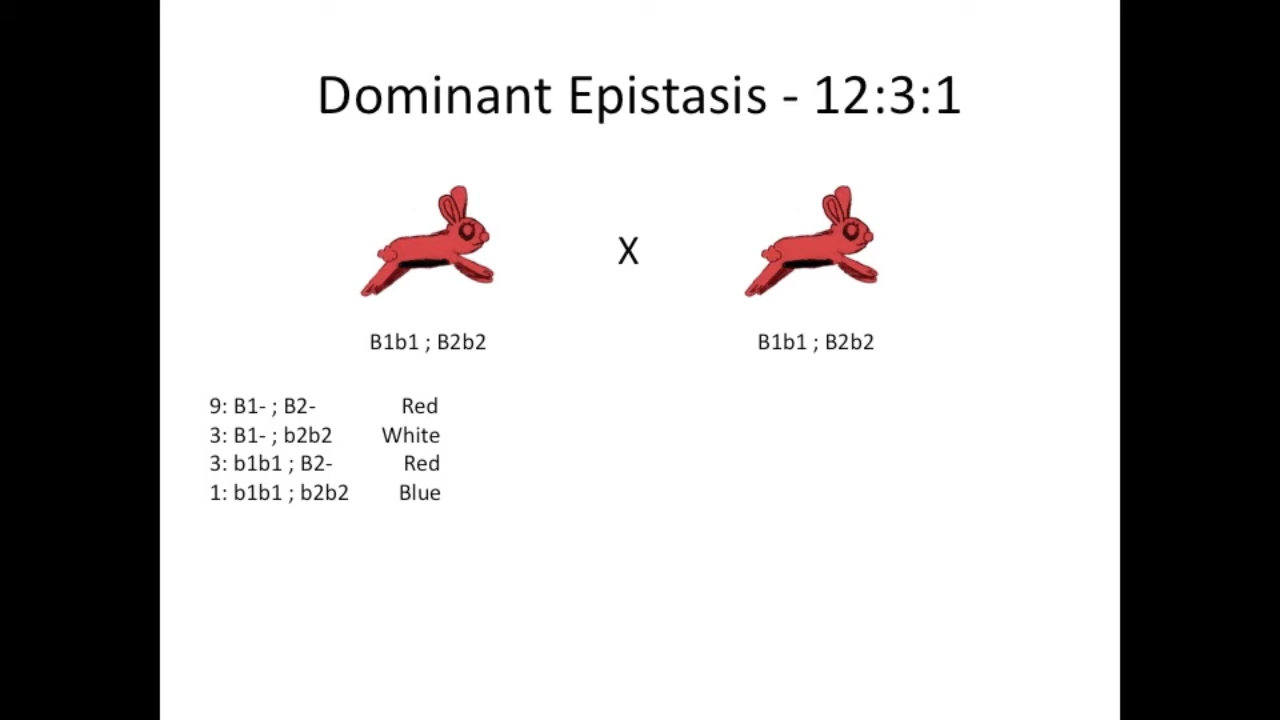 Dominant Epistasis - 12:3:1
X
B1b1 ; B2b2
B1b1 ; B2b2
9: B1- ; B2- Red
3: B1- ; b2b2 White
3: b1b1 ; B2- Red
1: b1b1 ; b2b2 Blue